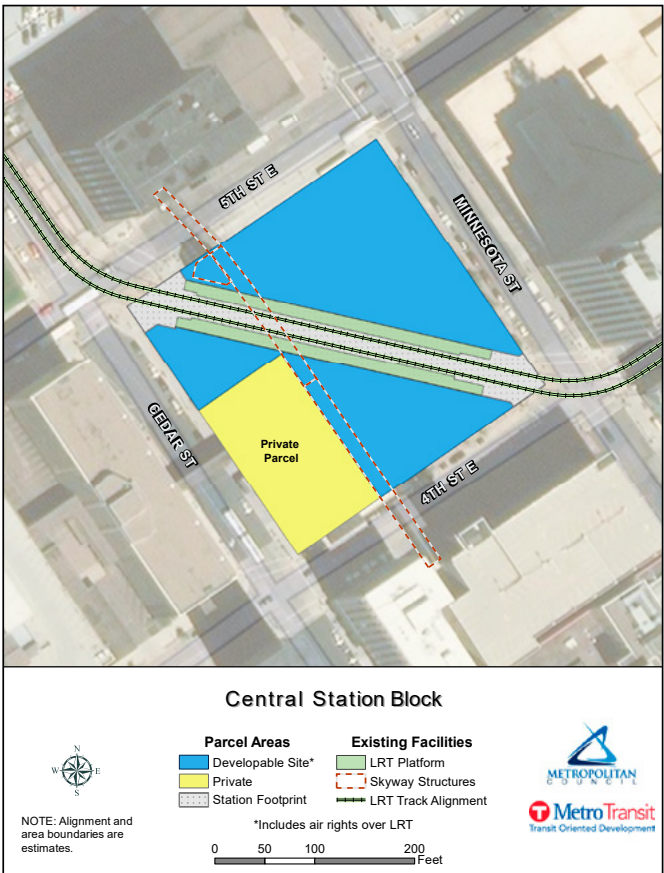 5TH ST E
MINNESOTA ST
CEDAR ST
Private
Parcel
4TH ST E
Central Station Block
Parcel Areas
Developable Site*
Private
Station Footprint
Existing Facilities
LRT Platform
Skyway Structures
LRT Track Alignment
*Includes air rights over LRT
N
W
E
S
NOTE: Alignment and
area boundaries are
estimates.
0 50 100 200
Feet
METROPOLITAN
COUNCIL
T MetroTransit
Transit Oriented Development